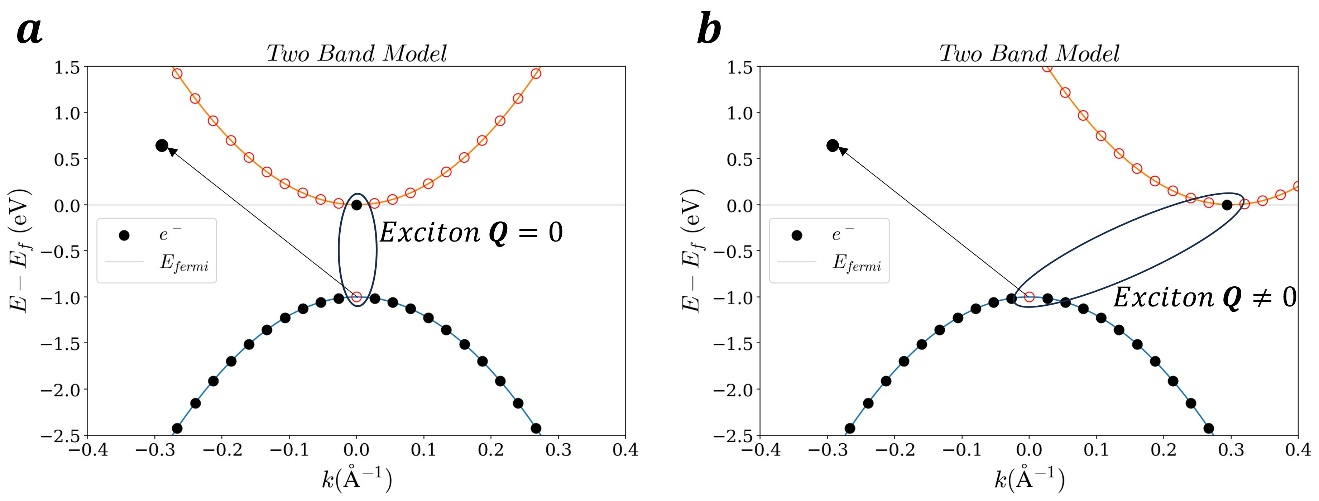 a
Two Band Model
1.5
1.0
0.5
0.0
−0.5
−1.0
−1.5
−2.0
−2.5
E − E_f (eV)
e⁻
E_fermi
Exciton Q = 0
−0.4 −0.3 −0.2 −0.1 0.0 0.1 0.2 0.3 0.4
k(Å⁻¹)
b
Two Band Model
1.5
1.0
0.5
0.0
−0.5
−1.0
−1.5
−2.0
−2.5
E − E_f (eV)
e⁻
E_fermi
Exciton Q ≠ 0
−0.4 −0.3 −0.2 −0.1 0.0 0.1 0.2 0.3 0.4
k(Å⁻¹)